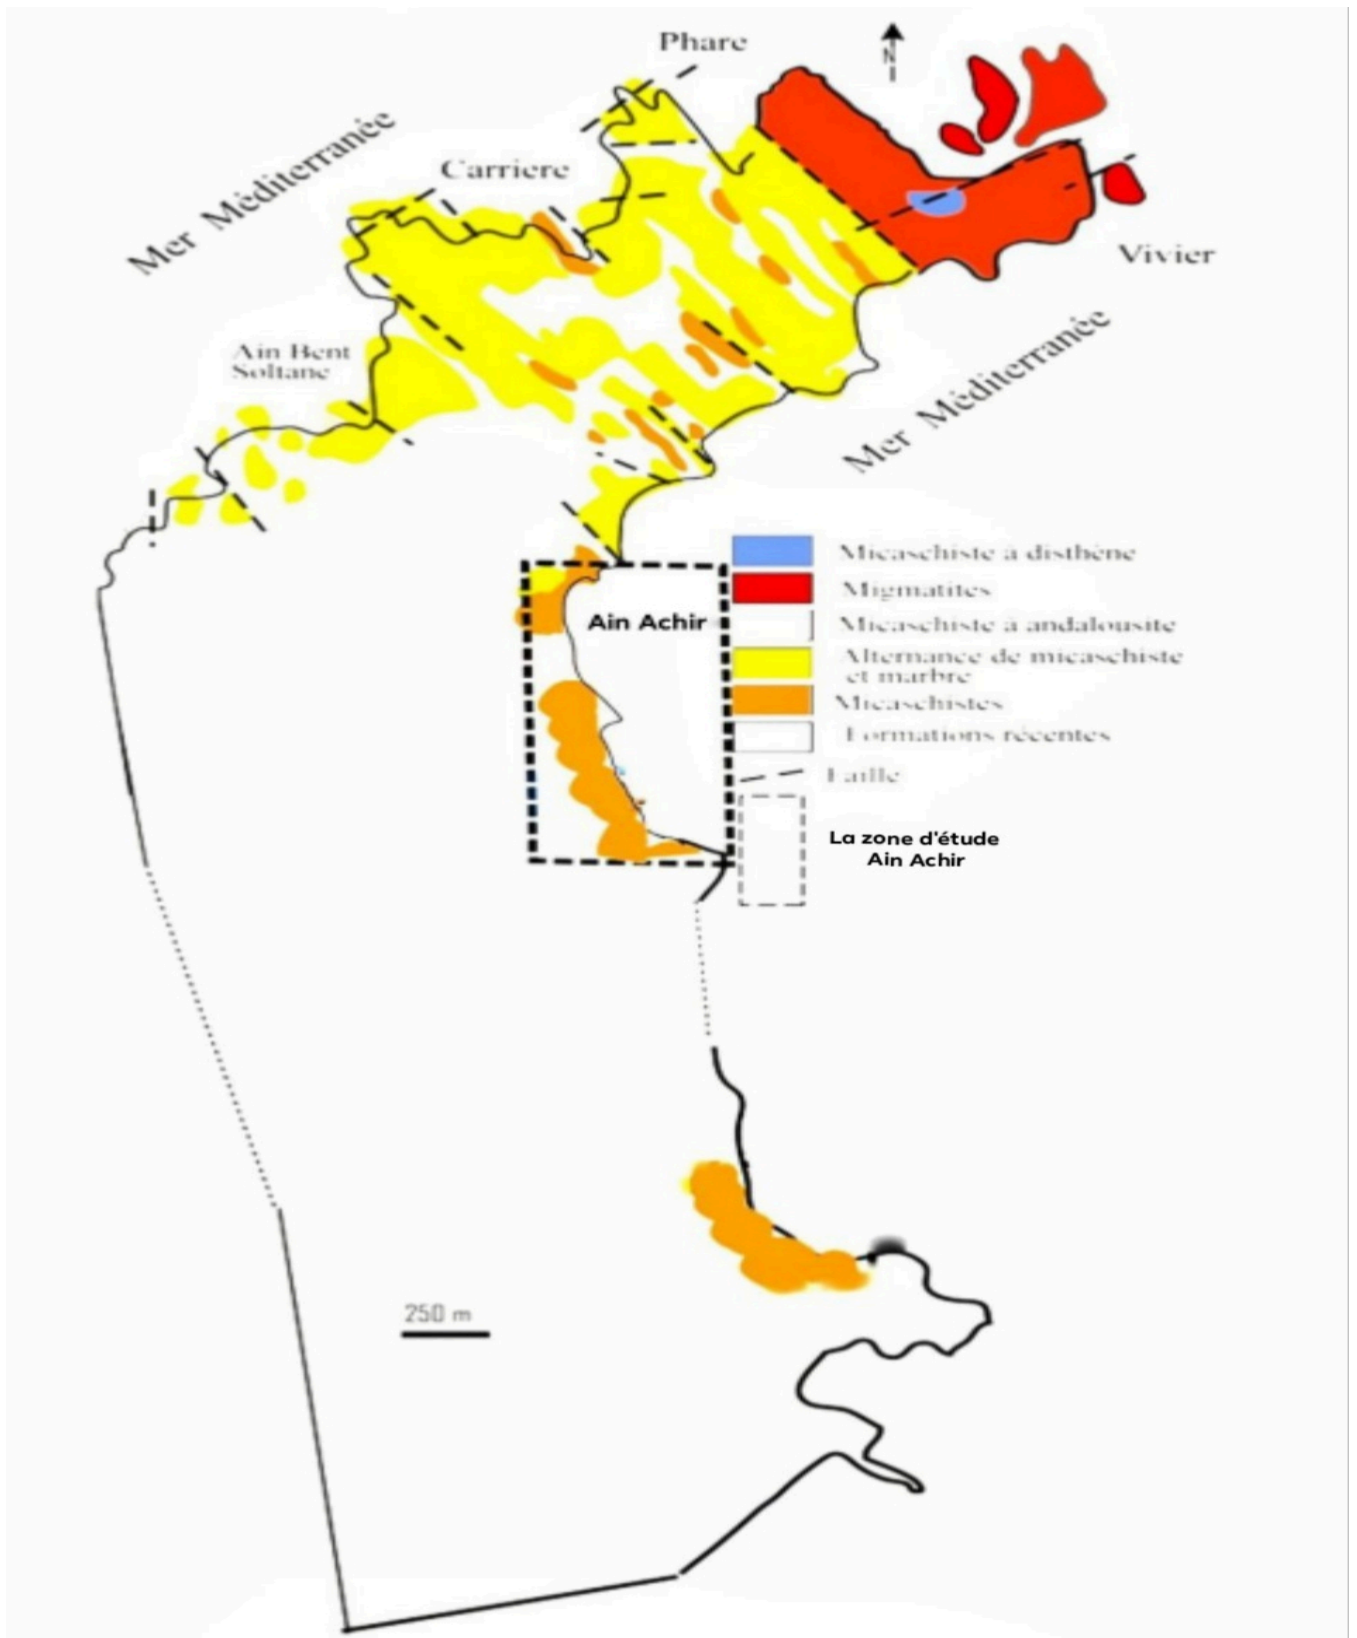 Phare
N
Mer Méditerranée
Carriere
Vivier
Ain Bent
Soltane
Mer Méditerranée
Micaschiste à disthène
Migmatites
Ain Achir
Micaschiste à andalousite
Alternance de micaschiste
et marbre
Micaschistes
Formations récentes
Faille
La zone d'étude
Ain Achir
250 m